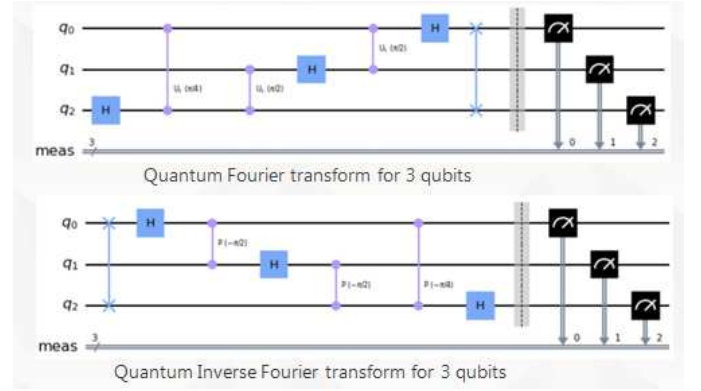 q₀ U₁ (π/2) H
q₁ H
U₁ (π/4) U₁ (π/2)
q₂ H
meas 3 0 1 2
Quantum Fourier transform for 3 qubits
q₀ H
P (−π/2)
q₁ H
P (−π/2) P (−π/4)
q₂ H
meas 3 0 1 2
Quantum Inverse Fourier transform for 3 qubits